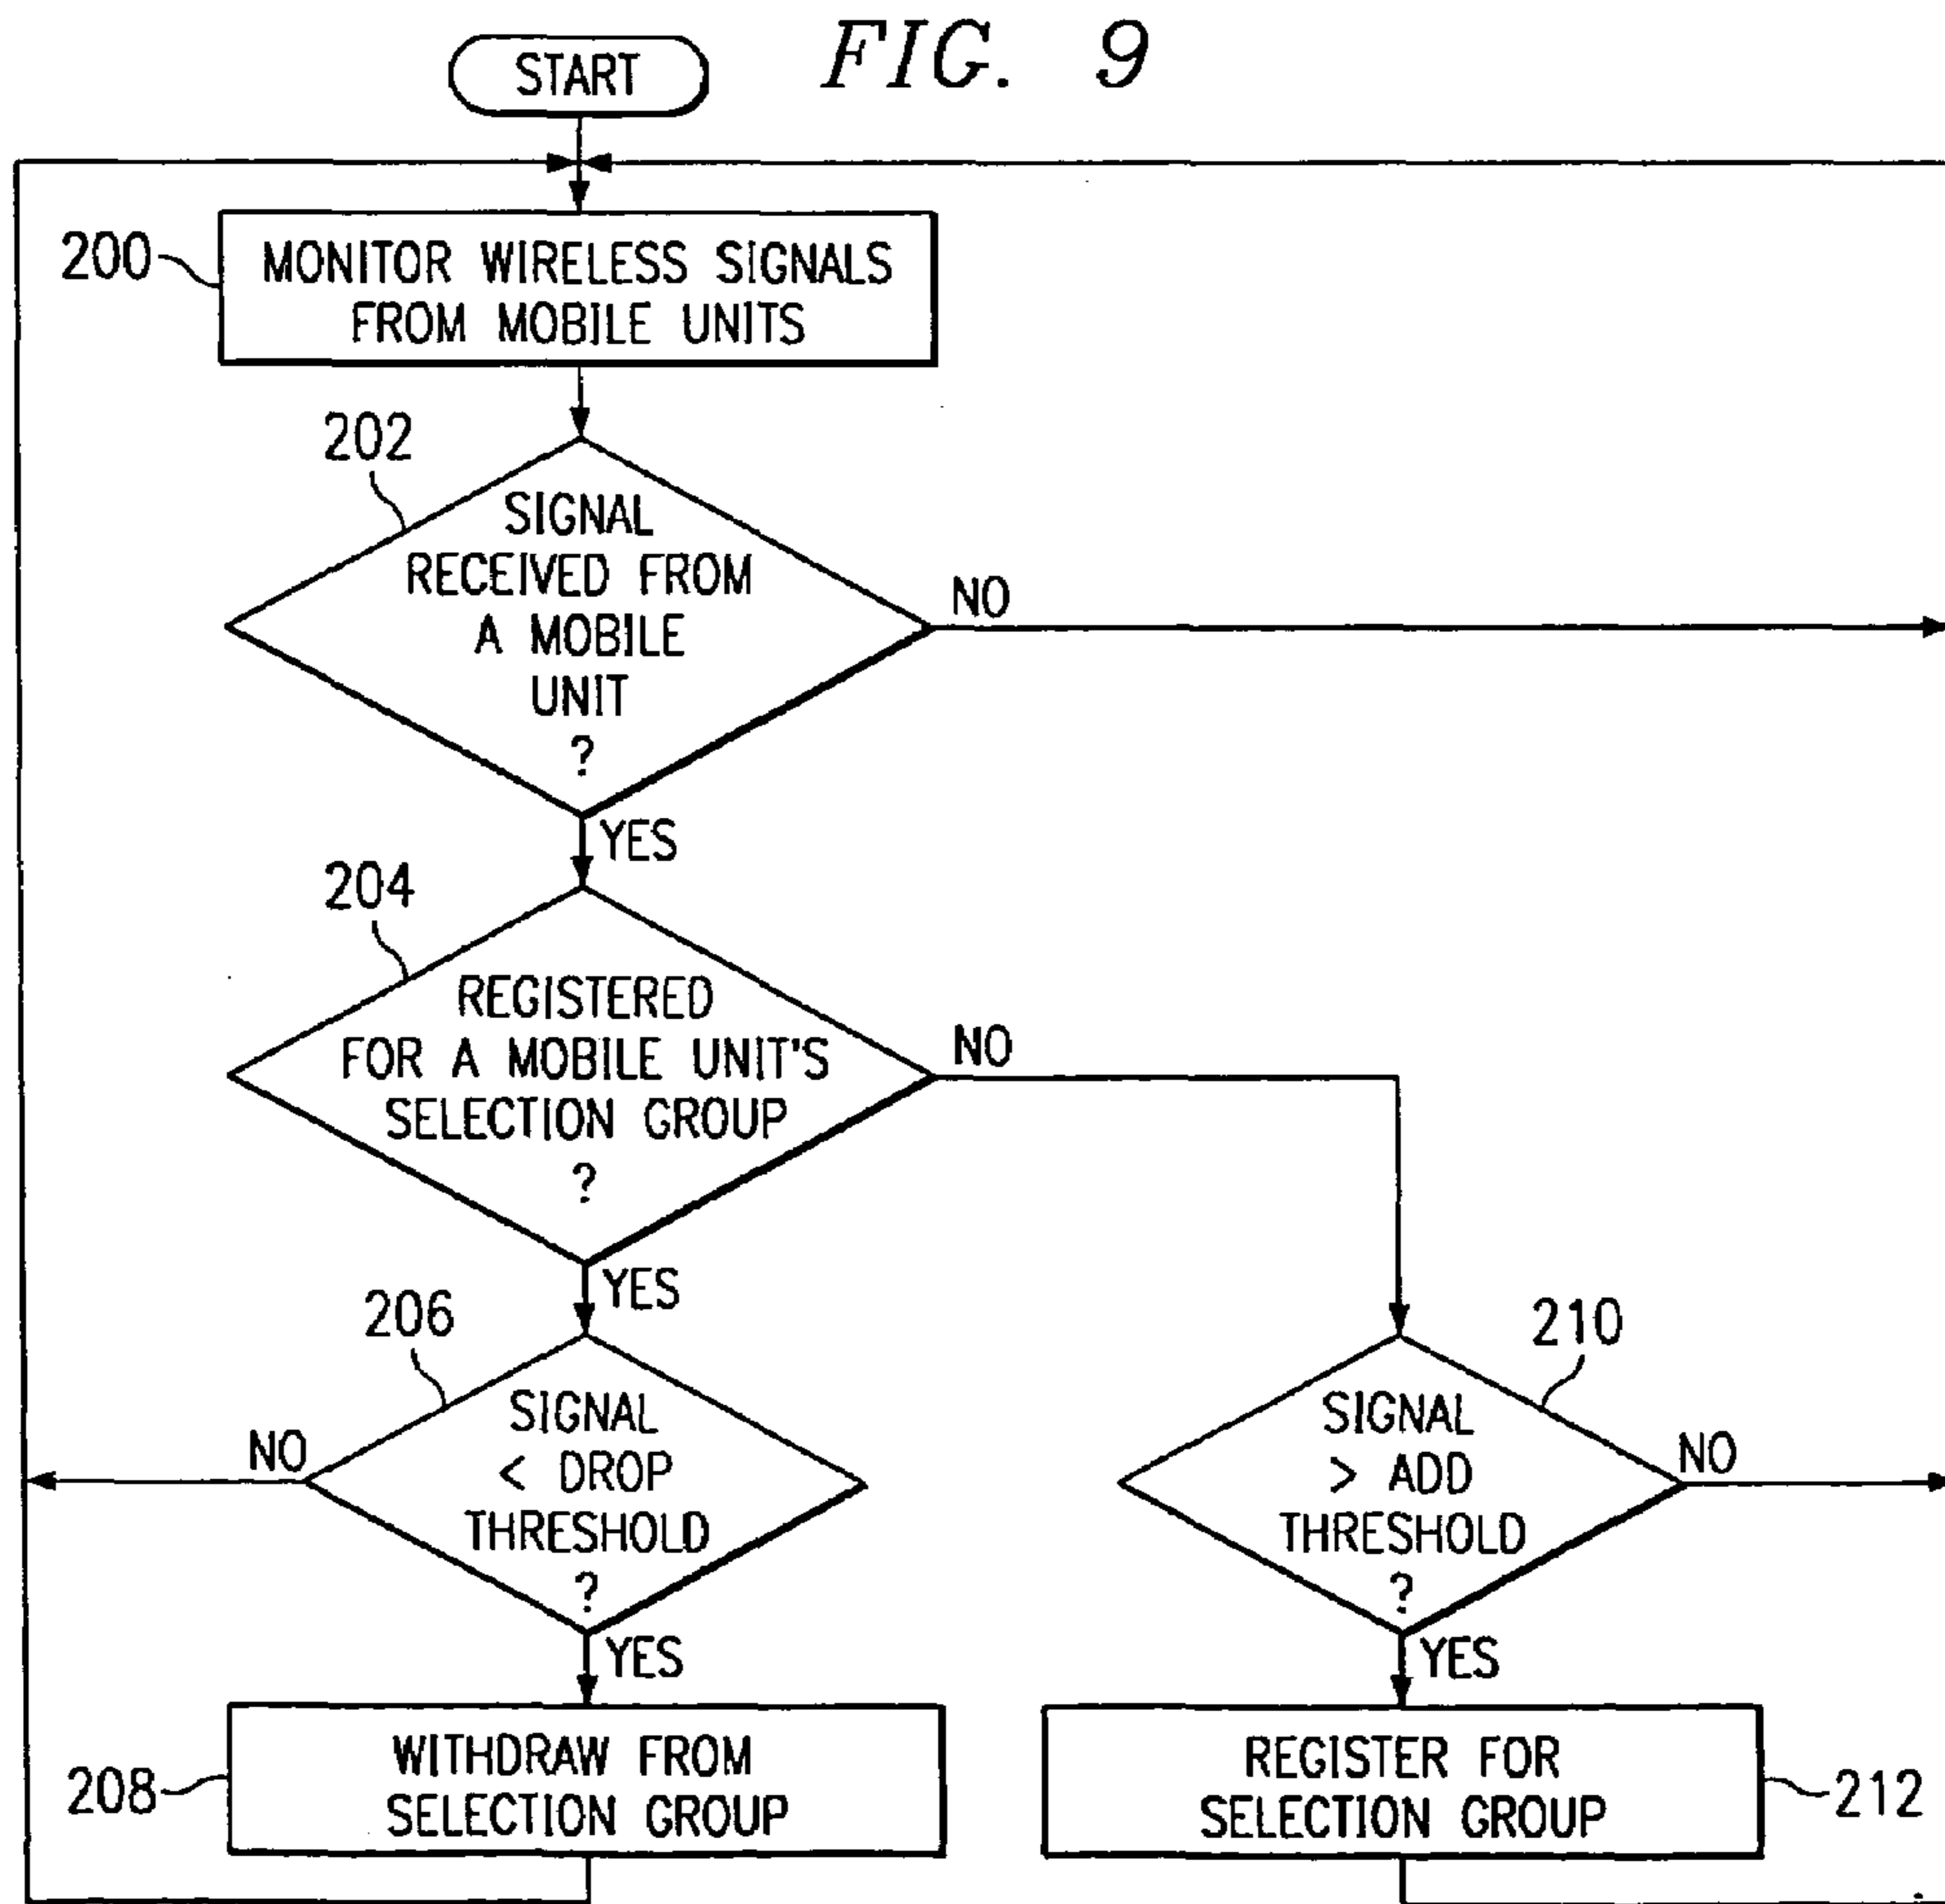 FIG. 9
START
200
MONITOR WIRELESS SIGNALS
FROM MOBILE UNITS
202
SIGNAL
RECEIVED FROM
A MOBILE
UNIT
?
NO
YES
204
REGISTERED
FOR A MOBILE UNIT'S
SELECTION GROUP
?
NO
YES
206
SIGNAL
< DROP
THRESHOLD
?
NO
YES
210
SIGNAL
> ADD
THRESHOLD
?
NO
YES
208
WITHDRAW FROM
SELECTION GROUP
REGISTER FOR
SELECTION GROUP
212